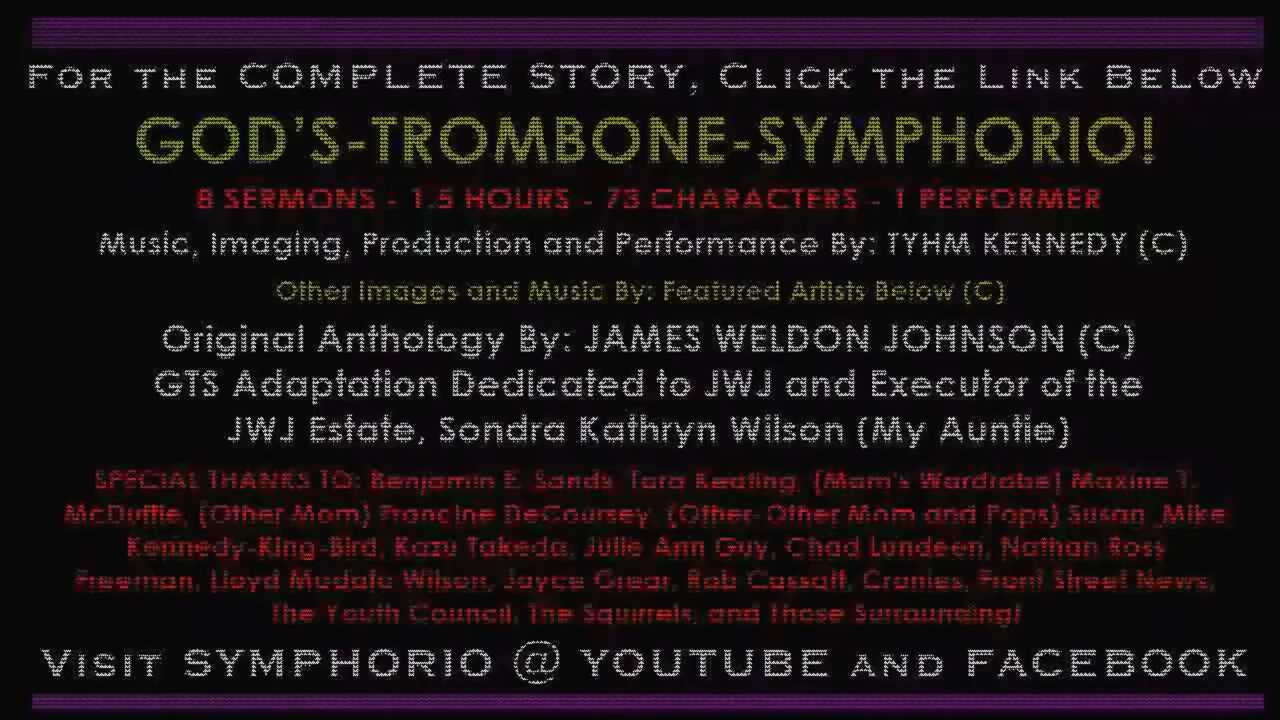 FOR THE COMPLETE STORY, CLICK THE LINK BELOW
GOD'S-TROMBONE-SYMPHORIO!
8 SERMONS - 1.5 HOURS - 73 CHARACTERS - 1 PERFORMER
Music, Imaging, Production and Performance By: TYHM KENNEDY (C)
Other Images and Music By: Featured Artists Below (C)
Original Anthology By: JAMES WELDON JOHNSON (C)
GTS Adaptation Dedicated to JWJ and Executor of the
JWJ Estate, Sondra Kathryn Wilson (My Auntie)
SPECIAL THANKS TO: Benjamin E. Sands, Tara Keating, (Mom's Wardrobe) Maxine T.
McDuffie, (Other Mom) Francine DeCoursey, (Other-Other Mom and Pops) Susan Mike
Kennedy-King-Bird, Kazu Takeda, Julie Ann Guy, Chad Lundeen, Nathan Ross
Freeman, Lloyd Wilson, Joyce Grear, Rob Cassatt, Cranies, Front Street News,
The Youth Council, The Squirrels, and Those Surrounding!
VISIT SYMPHORIO @ YOUTUBE AND FACEBOOK